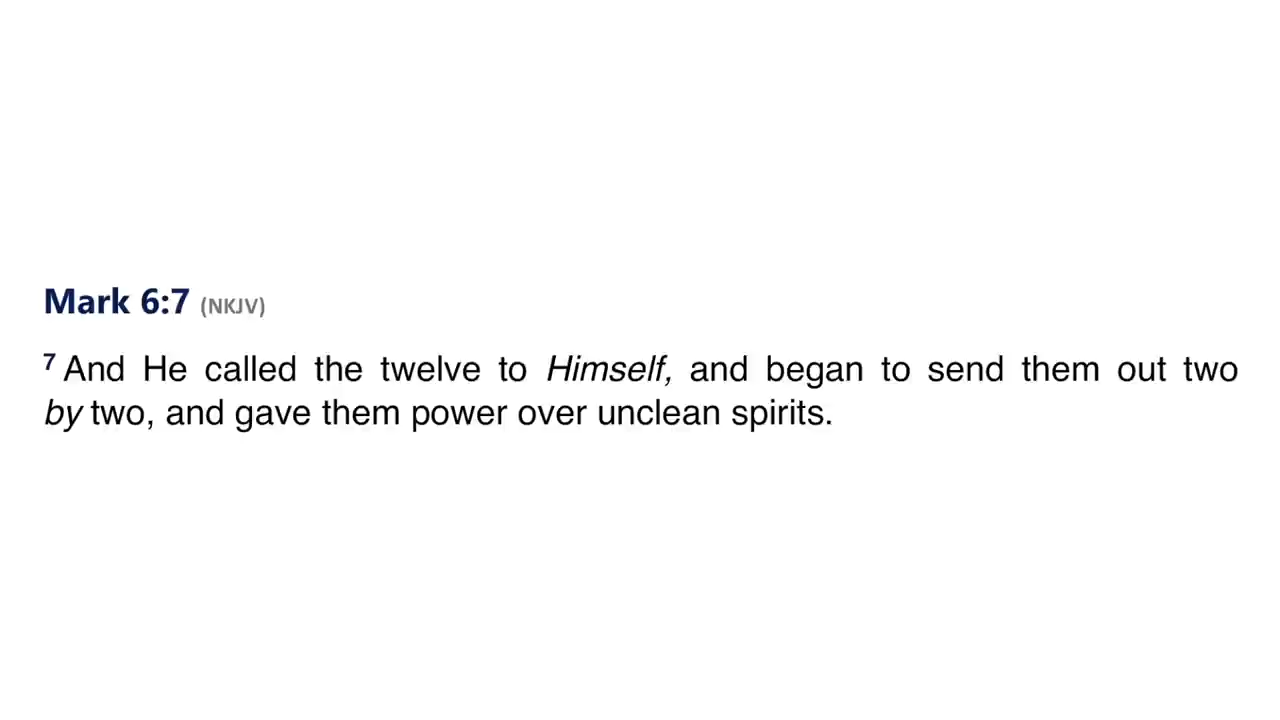 Mark 6:7 (NKJV)
7 And He called the twelve to Himself, and began to send them out two
by two, and gave them power over unclean spirits.